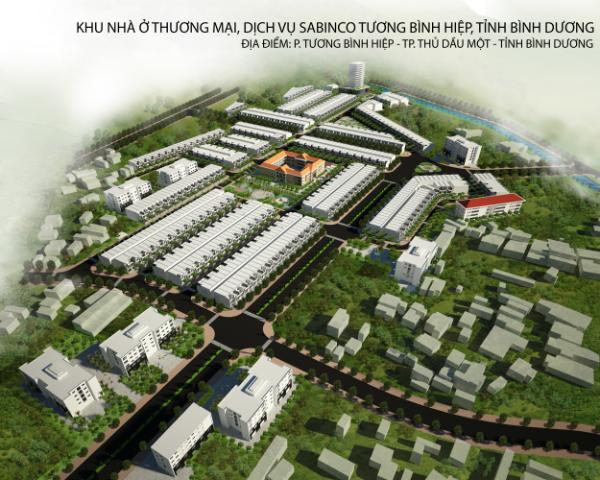 KHU NHÀ Ở THƯƠNG MẠI, DỊCH VỤ SABINCO TƯƠNG BÌNH HIỆP, TỈNH BÌNH DƯƠNG
ĐỊA ĐIỂM: P. TƯƠNG BÌNH HIỆP - TP. THỦ DẦU MỘT - TỈNH BÌNH DƯƠNG